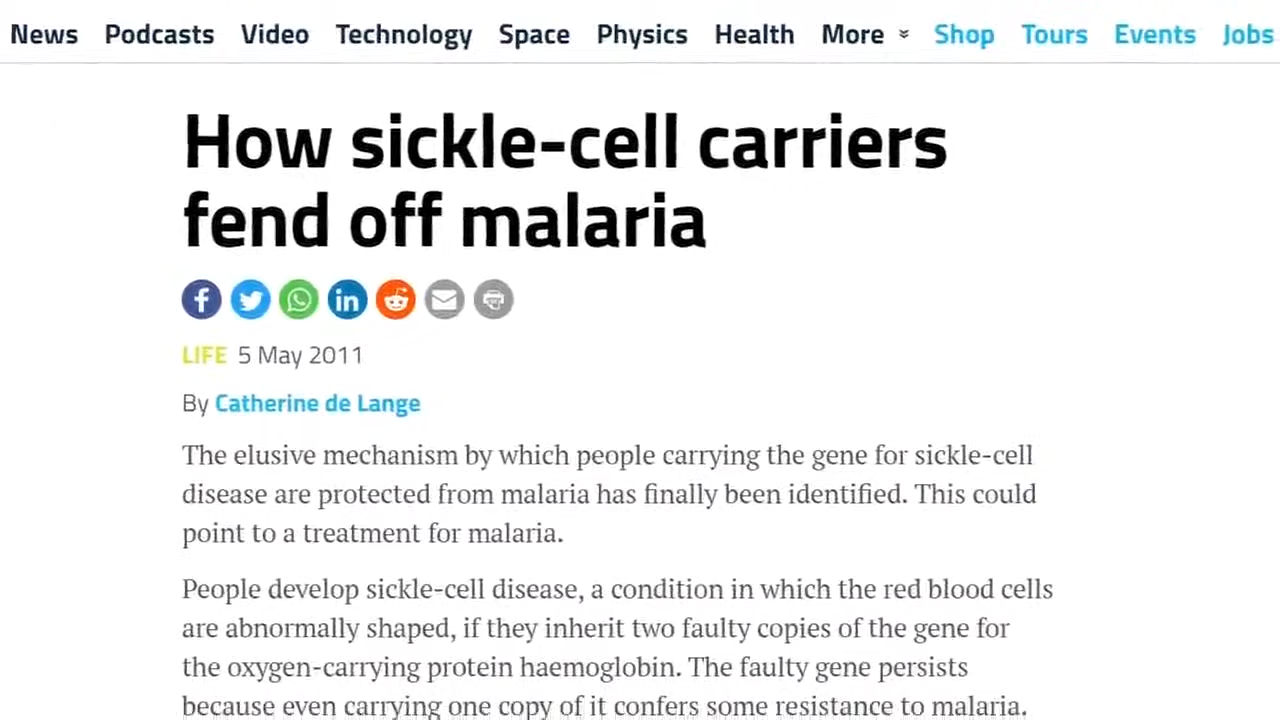 News Podcasts Video Technology Space Physics Health More Shop Tours Events Jobs
How sickle-cell carriers
fend off malaria
LIFE 5 May 2011
By Catherine de Lange
The elusive mechanism by which people carrying the gene for sickle-cell
disease are protected from malaria has finally been identified. This could
point to a treatment for malaria.
People develop sickle-cell disease, a condition in which the red blood cells
are abnormally shaped, if they inherit two faulty copies of the gene for
the oxygen-carrying protein haemoglobin. The faulty gene persists
because even carrying one copy of it confers some resistance to malaria.